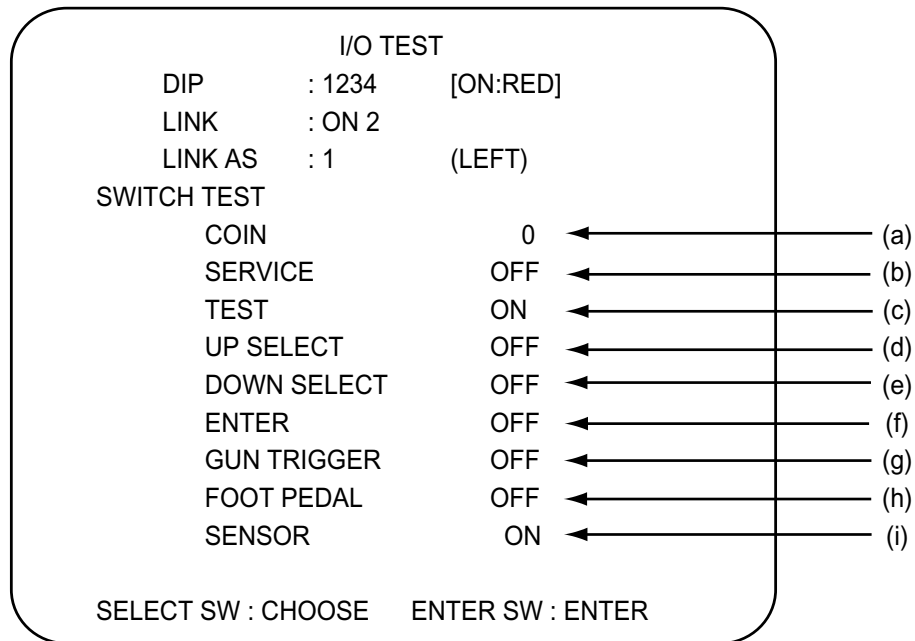 I/O TEST
DIP : 1234 [ON:RED]
LINK : ON 2
LINK AS : 1 (LEFT)
SWITCH TEST
COIN 0 (a)
SERVICE OFF (b)
TEST ON (c)
UP SELECT OFF (d)
DOWN SELECT OFF (e)
ENTER OFF (f)
GUN TRIGGER OFF (g)
FOOT PEDAL OFF (h)
SENSOR ON (i)
SELECT SW : CHOOSE ENTER SW : ENTER